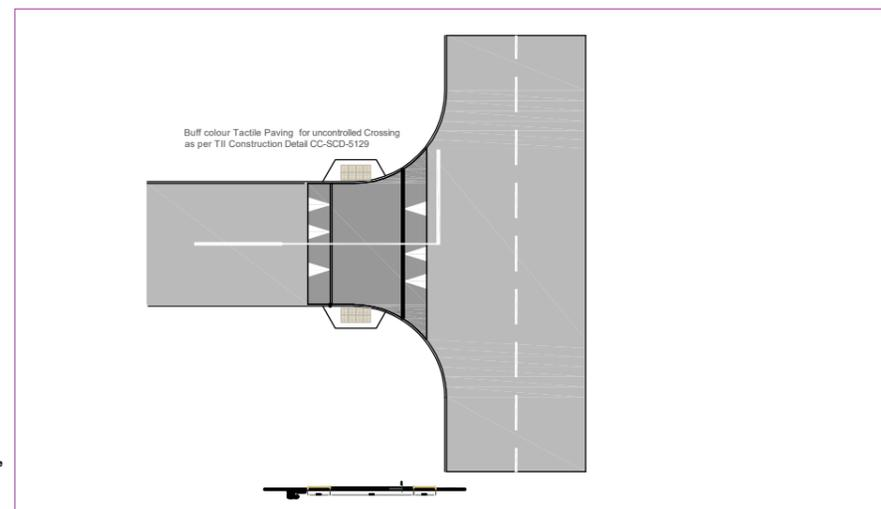 Buff colour Tactile Paving for uncontrolled Crossing
as per TII Construction Detail CC-SCD-5129